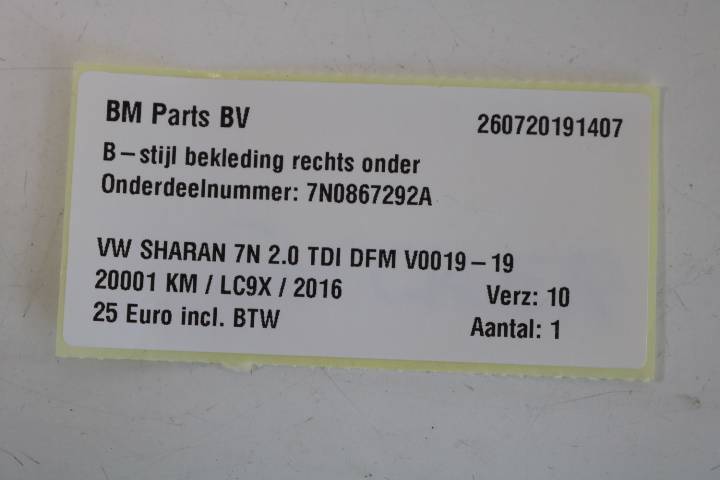 BM Parts BV 260720191407
B-stijl bekleding rechts onder
Onderdeelnummer: 7N0867292A
VW SHARAN 7N 2.0 TDI DFM V0019-19
20001 KM / LC9X / 2016 Verz: 10
25 Euro incl. BTW Aantal: 1